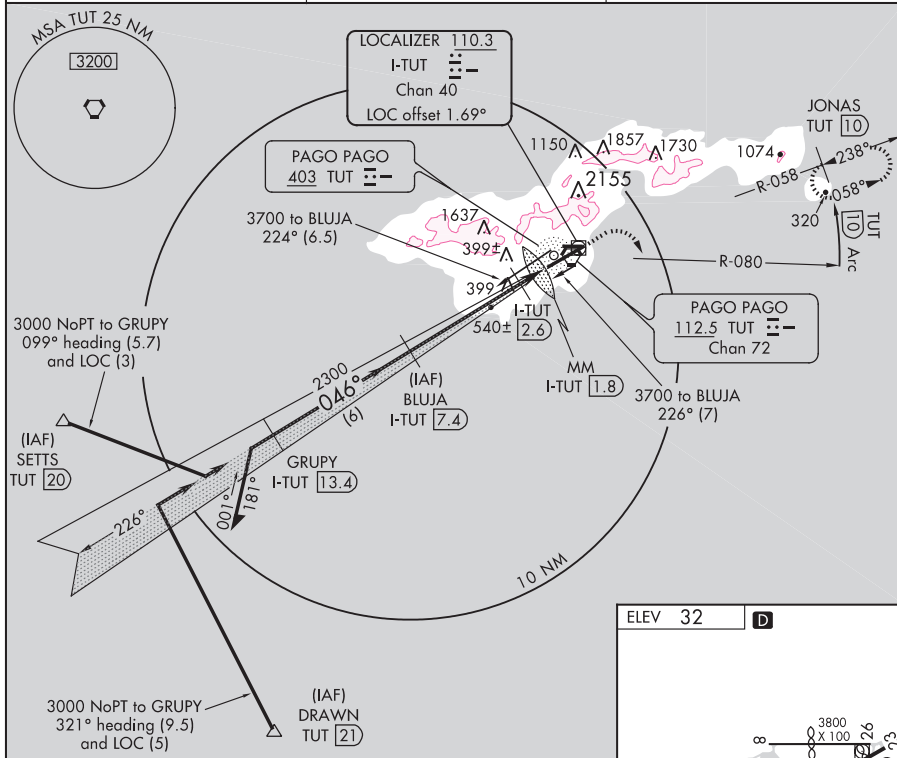 MSA TUT 25 NM
3200
LOCALIZER 110.3
I-TUT
Chan 40
LOC offset 1.69°
JONAS
TUT 10
1150
1857
1730
1074
238°
R-058
058°
PAGO PAGO
403 TUT
2155
320
TUT
10 Arc
1637
3700 to BLUJA
224° (6.5)
399±
R-080
399
I-TUT
2.6
540±
PAGO PAGO
112.5 TUT
Chan 72
3000 NoPT to GRUPY
099° heading (5.7)
and LOC (3)
MM
I-TUT 1.8
2300
046°
(6)
(IAF)
BLUJA
I-TUT 7.4
3700 to BLUJA
226° (7)
(IAF)
SETTS
TUT 20
GRUPY
I-TUT 13.4
226°
001°
181°
10 NM
ELEV 32 D
3000 NoPT to GRUPY
321° heading (9.5)
and LOC (5)
(IAF)
DRAWN
TUT 21
8
3800
X 100
26
23